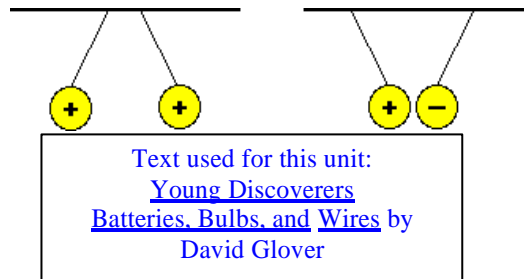 + + + −
Text used for this unit:
Young Discoverers
Batteries, Bulbs, and Wires by
David Glover